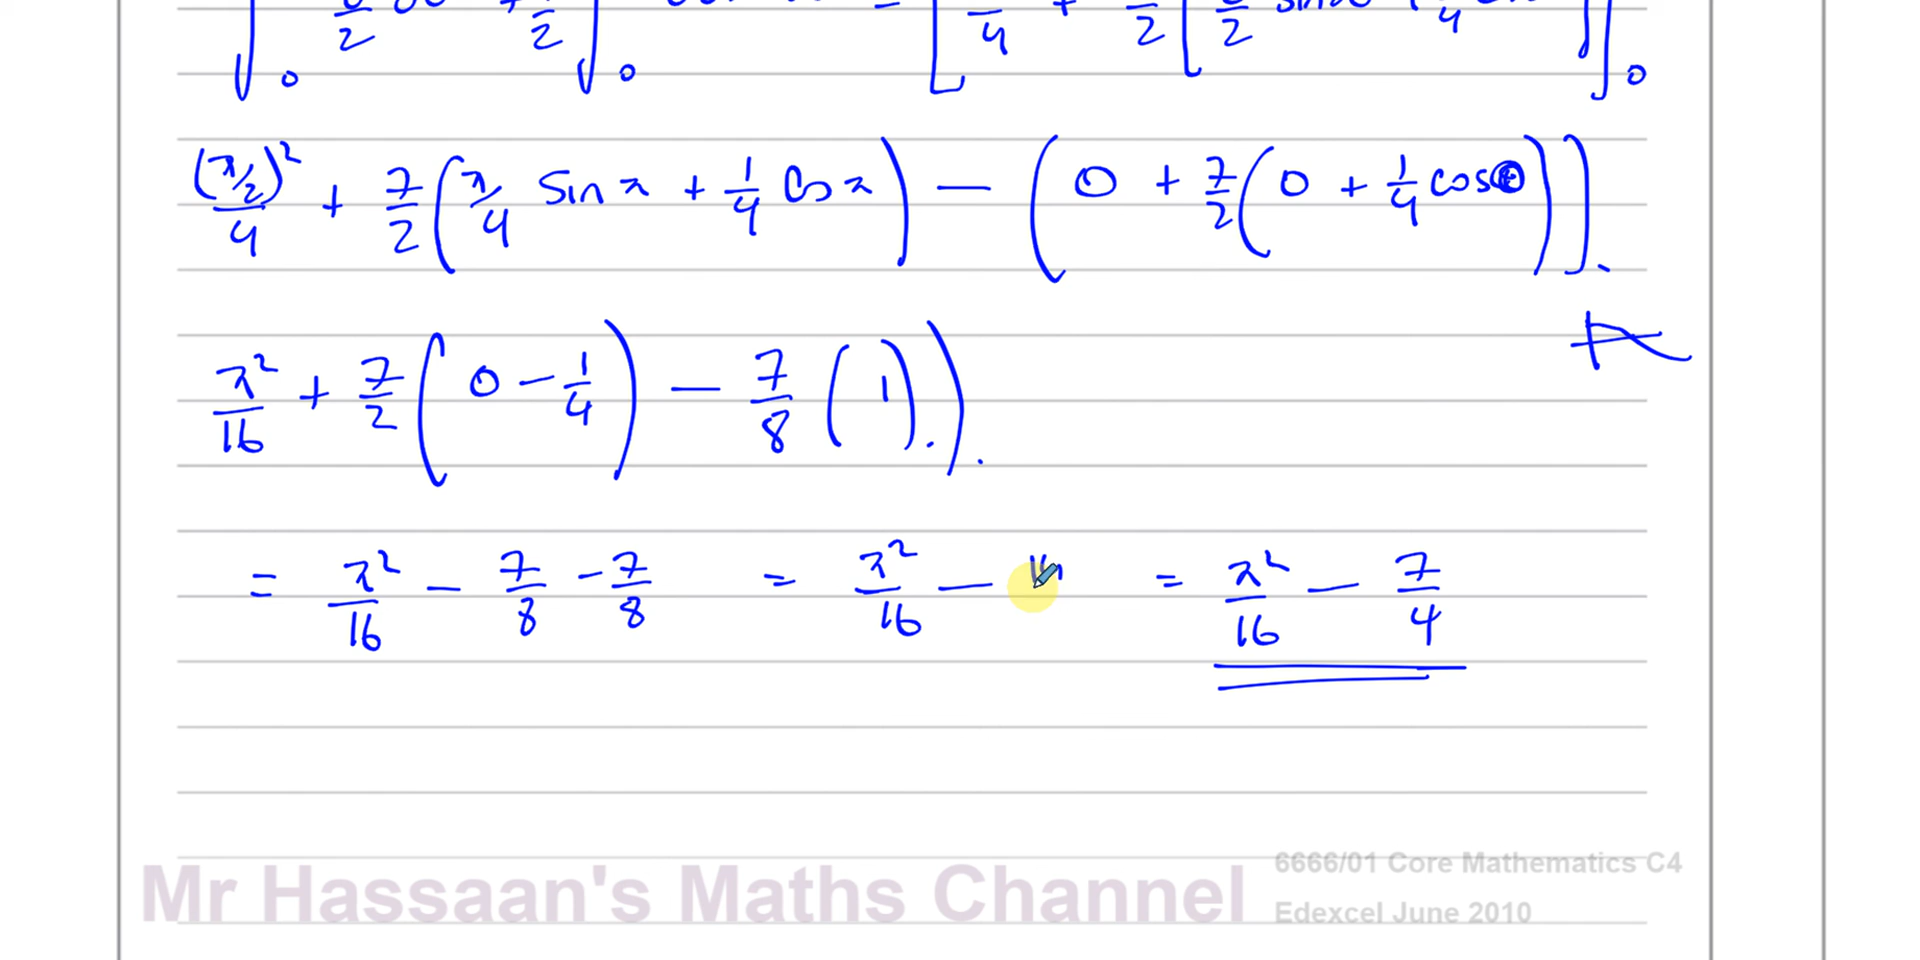 (π/2)²/4 + 7/2(π/4 sin π + 1/4 Cos π) − (0 + 7/2(0 + 1/4 cos0)].
π²/16 + 7/2(0 − 1/4) − 7/8(1).).
= π²/16 − 7/8 − 7/8 = π²/16 − = π²/16 − 7/4
Mr Hassaan's Maths Channel
6666/01 Core Mathematics C4
Edexcel June 2010